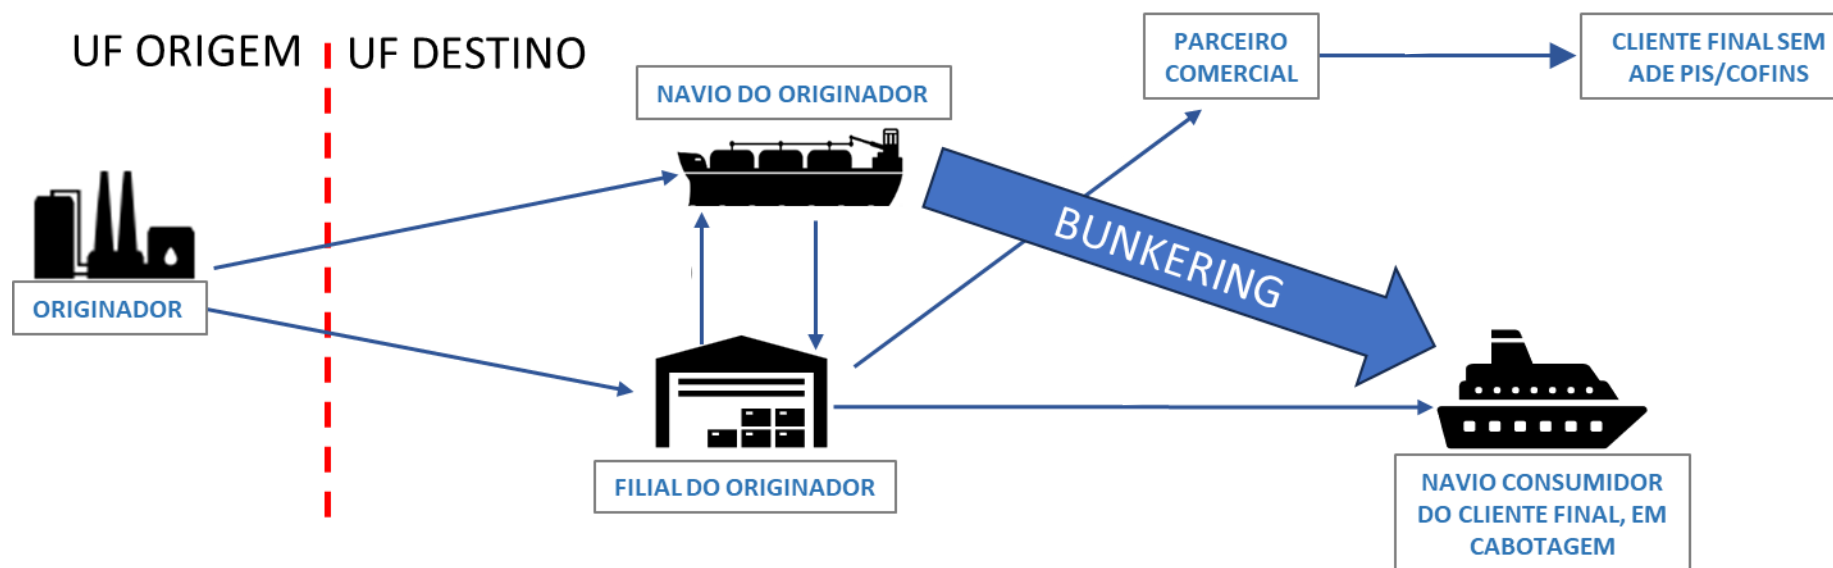 UF ORIGEM
UF DESTINO
PARCEIRO
COMERCIAL
CLIENTE FINAL SEM
ADE PIS/COFINS
NAVIO DO ORIGINADOR
BUNKERING
ORIGINADOR
FILIAL DO ORIGINADOR
NAVIO CONSUMIDOR
DO CLIENTE FINAL, EM
CABOTAGEM